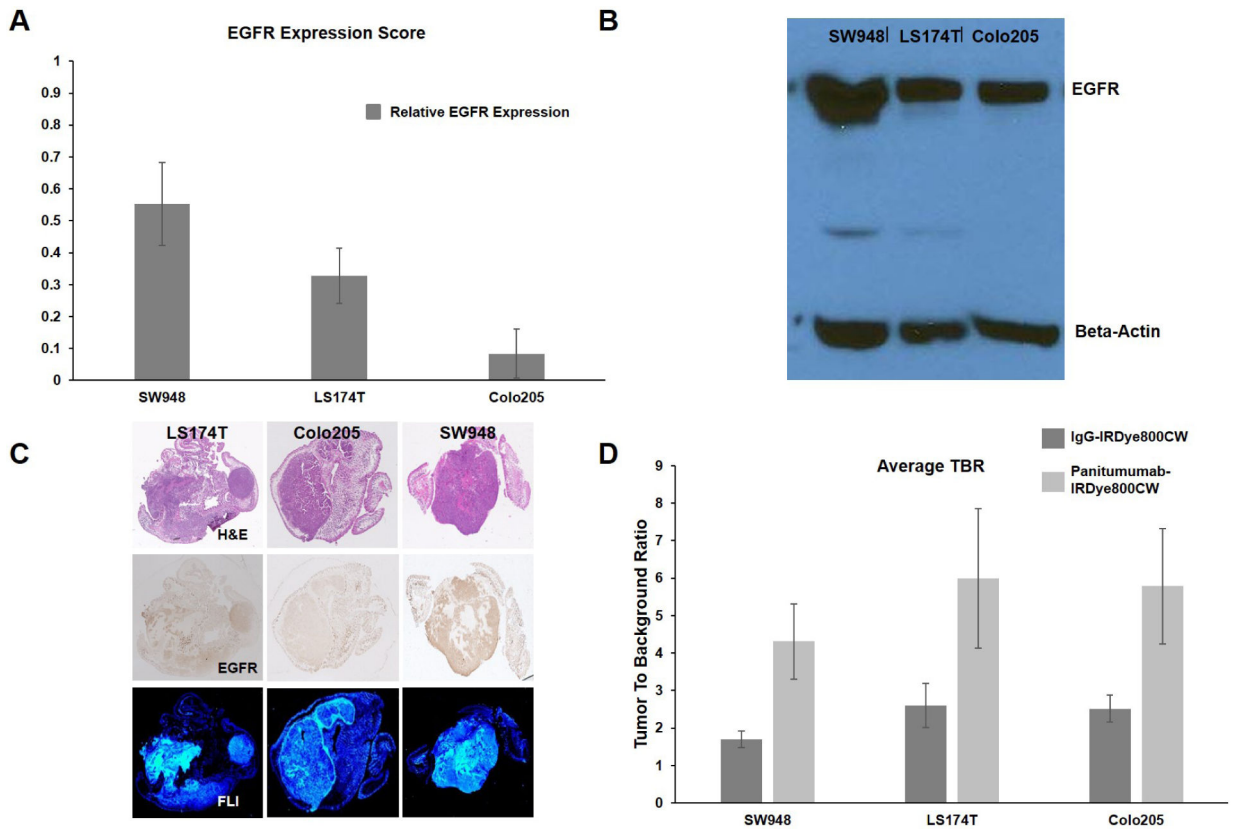 A
EGFR Expression Score
1
0.9
0.8
0.7
0.6
0.5
0.4
0.3
0.2
0.1
0
Relative EGFR Expression
SW948
LS174T
Colo205
B
SW948| LS174T| Colo205
EGFR
Beta-Actin
C
LS174T
Colo205
SW948
H&E
EGFR
FLI
D
Average TBR
IgG-IRDye800CW
Panitumumab-
IRDye800CW
Tumor To Background Ratio
9
8
7
6
5
4
3
2
1
0
SW948
LS174T
Colo205